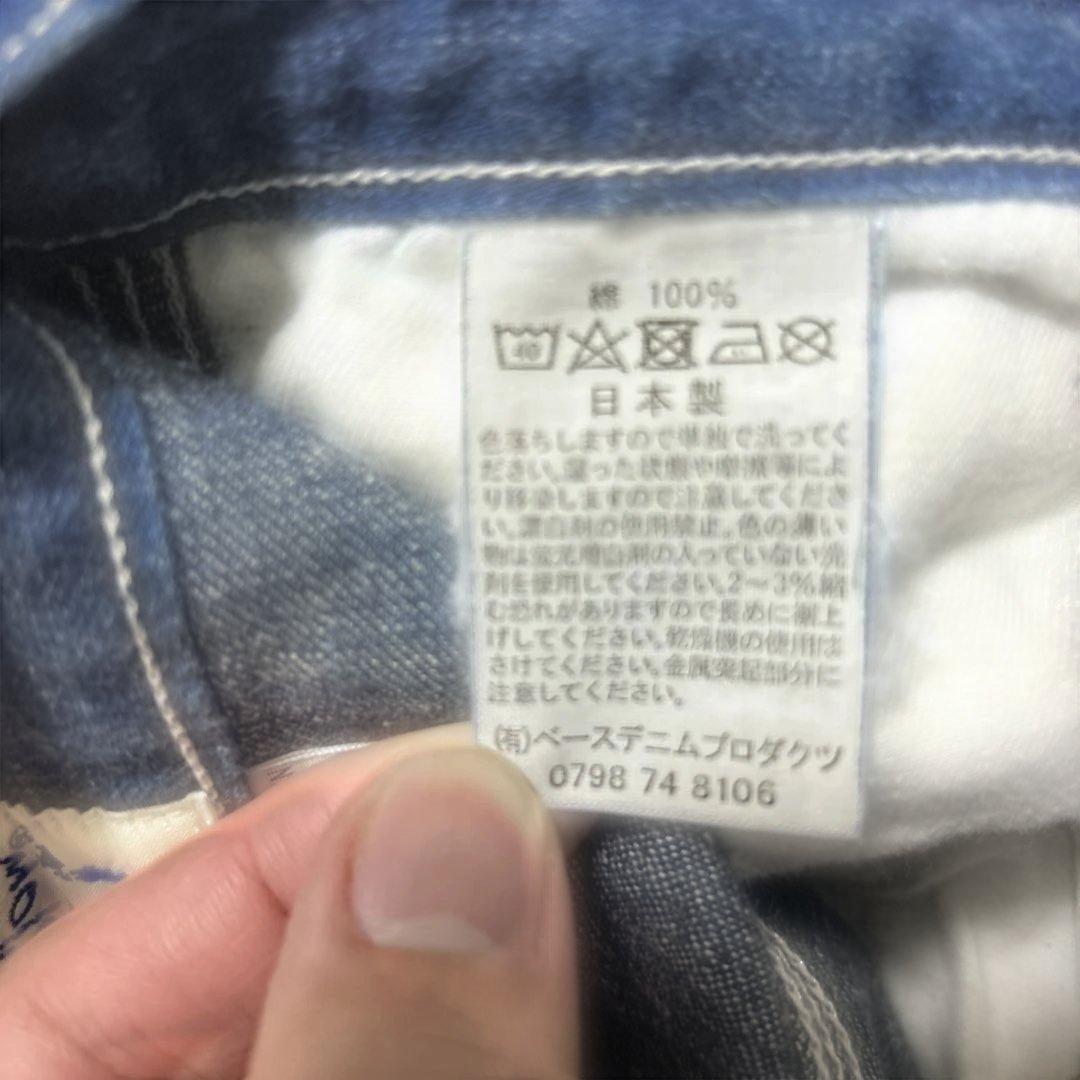 綿 100%
40
日本製
色落ちしますので単独で洗ってく
ださい。湿った状態や摩擦等によ
り移染しますので注意してくださ
い。漂白剤の使用禁止。色の薄い
物は蛍光増白剤の入っていない洗
剤を使用してください。2～3%縮
む恐れがありますので長めに裾上
げしてください。乾燥機の使用は
さけてください。金属突起部分に
注意してください。
(有)ベースデニムプロダクツ
0798 74 8106